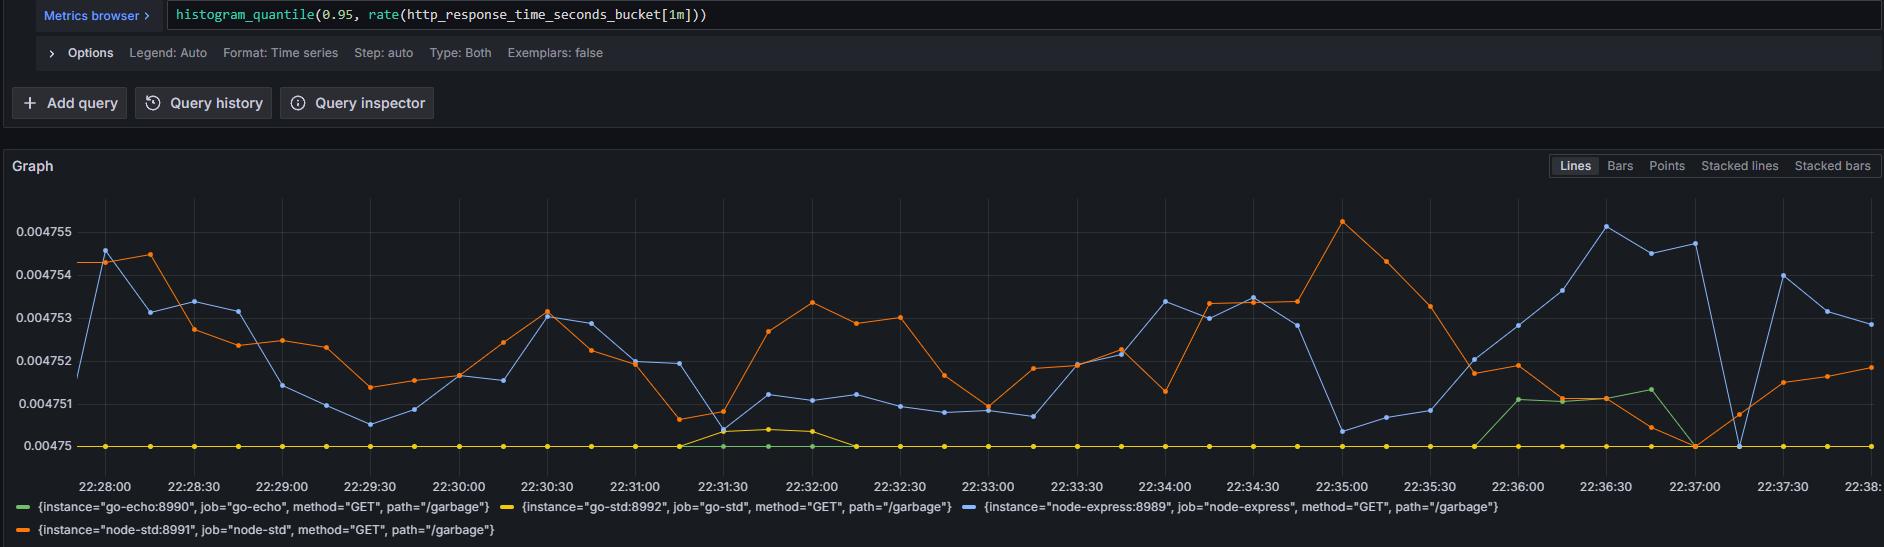 Metrics browser > histogram_quantile(0.95, rate(http_response_time_seconds_bucket[1m]))
> Options Legend: Auto Format: Time series Step: auto Type: Both Exemplars: false
+ Add query Query history Query inspector
Graph Lines Bars Points Stacked lines Stacked bars
0.004755
0.004754
0.004753
0.004752
0.004751
0.00475
22:28:00 22:28:30 22:29:00 22:29:30 22:30:00 22:30:30 22:31:00 22:31:30 22:32:00 22:32:30 22:33:00 22:33:30 22:34:00 22:34:30 22:35:00 22:35:30 22:36:00 22:36:30 22:37:00 22:37:30 22:38:
{instance="go-echo:8990", job="go-echo", method="GET", path="/garbage"} {instance="go-std:8992", job="go-std", method="GET", path="/garbage"} {instance="node-express:8989", job="node-express", method="GET", path="/garbage"}
{instance="node-std:8991", job="node-std", method="GET", path="/garbage"}